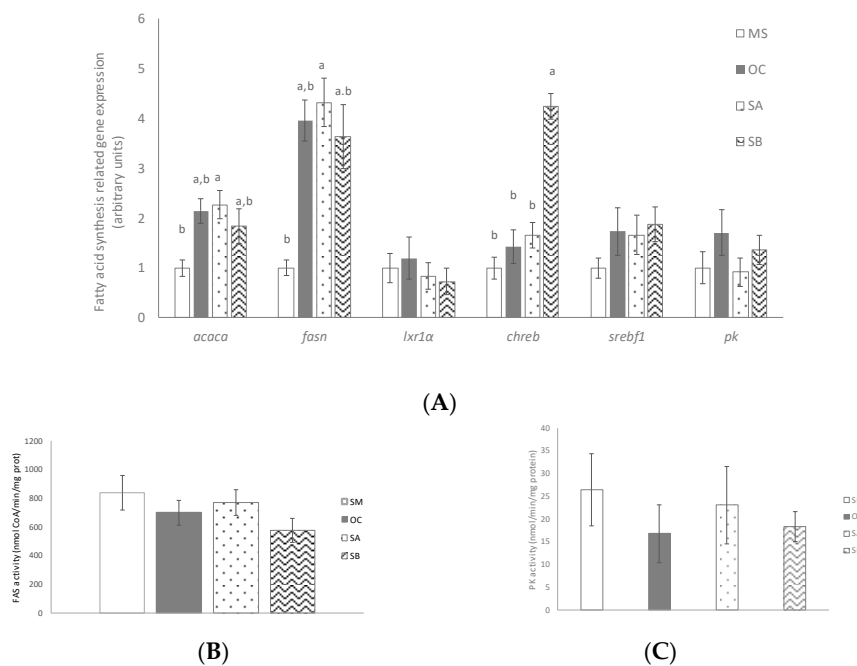 6
5
4
3
2
1
0
Fatty acid synthesis related gene expression
(arbitrary units)
MS
OC
SA
SB
b
a,b
a
a,b
b
a,b
a
a.b
b
b
b
a
acaca
fasn
lxr1α
chreb
srebf1
pk
(A)
1200
1000
800
600
400
200
0
FAS activity (nmol CoA/min/mg prot)
SM
OC
SA
SB
(B)
40
35
30
25
20
15
10
5
0
PK activity (nmol/min/mg protein)
(C)